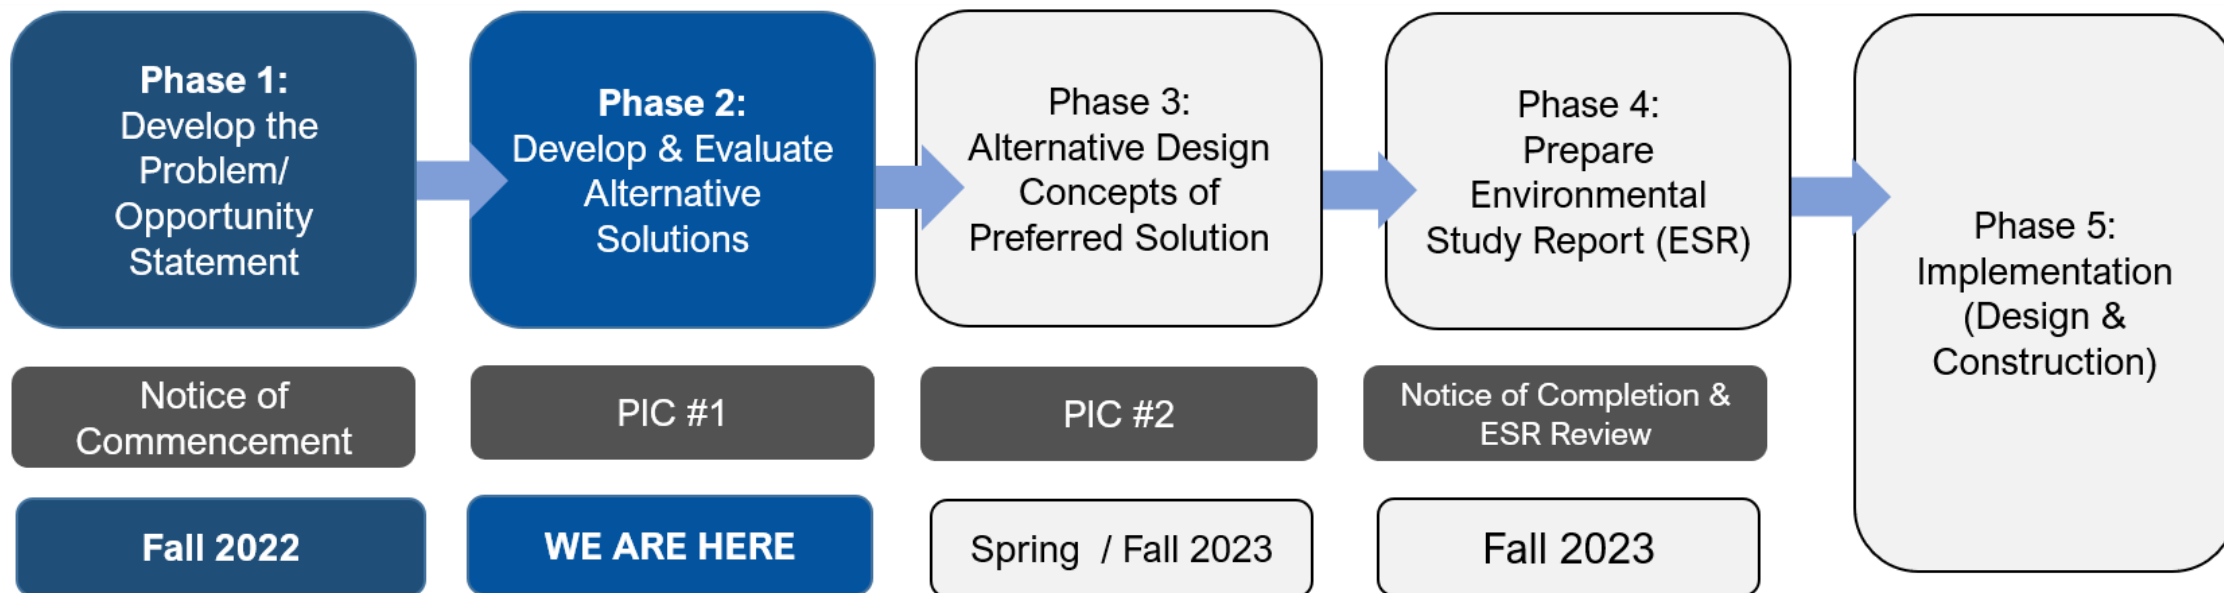 Phase 1:
Develop the
Problem/
Opportunity
Statement
Phase 2:
Develop & Evaluate
Alternative
Solutions
Phase 3:
Alternative Design
Concepts of
Preferred Solution
Phase 4:
Prepare
Environmental
Study Report (ESR)
Phase 5:
Implementation
(Design &
Construction)
Notice of
Commencement
PIC #1
PIC #2
Notice of Completion &
ESR Review
Fall 2022
WE ARE HERE
Spring / Fall 2023
Fall 2023